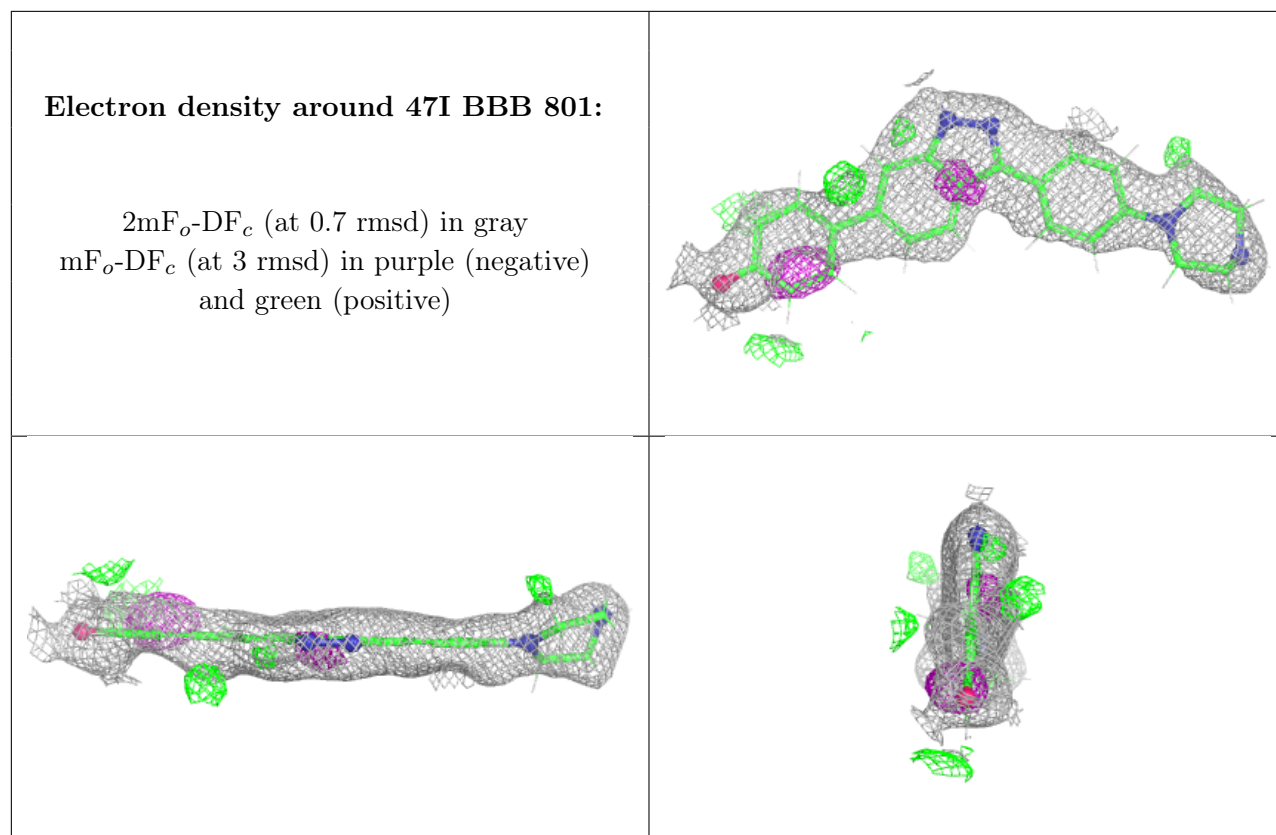 Electron density around 47I BBB 801:
2mFₒ-DF𝒸 (at 0.7 rmsd) in gray
mFₒ-DF𝒸 (at 3 rmsd) in purple (negative)
and green (positive)